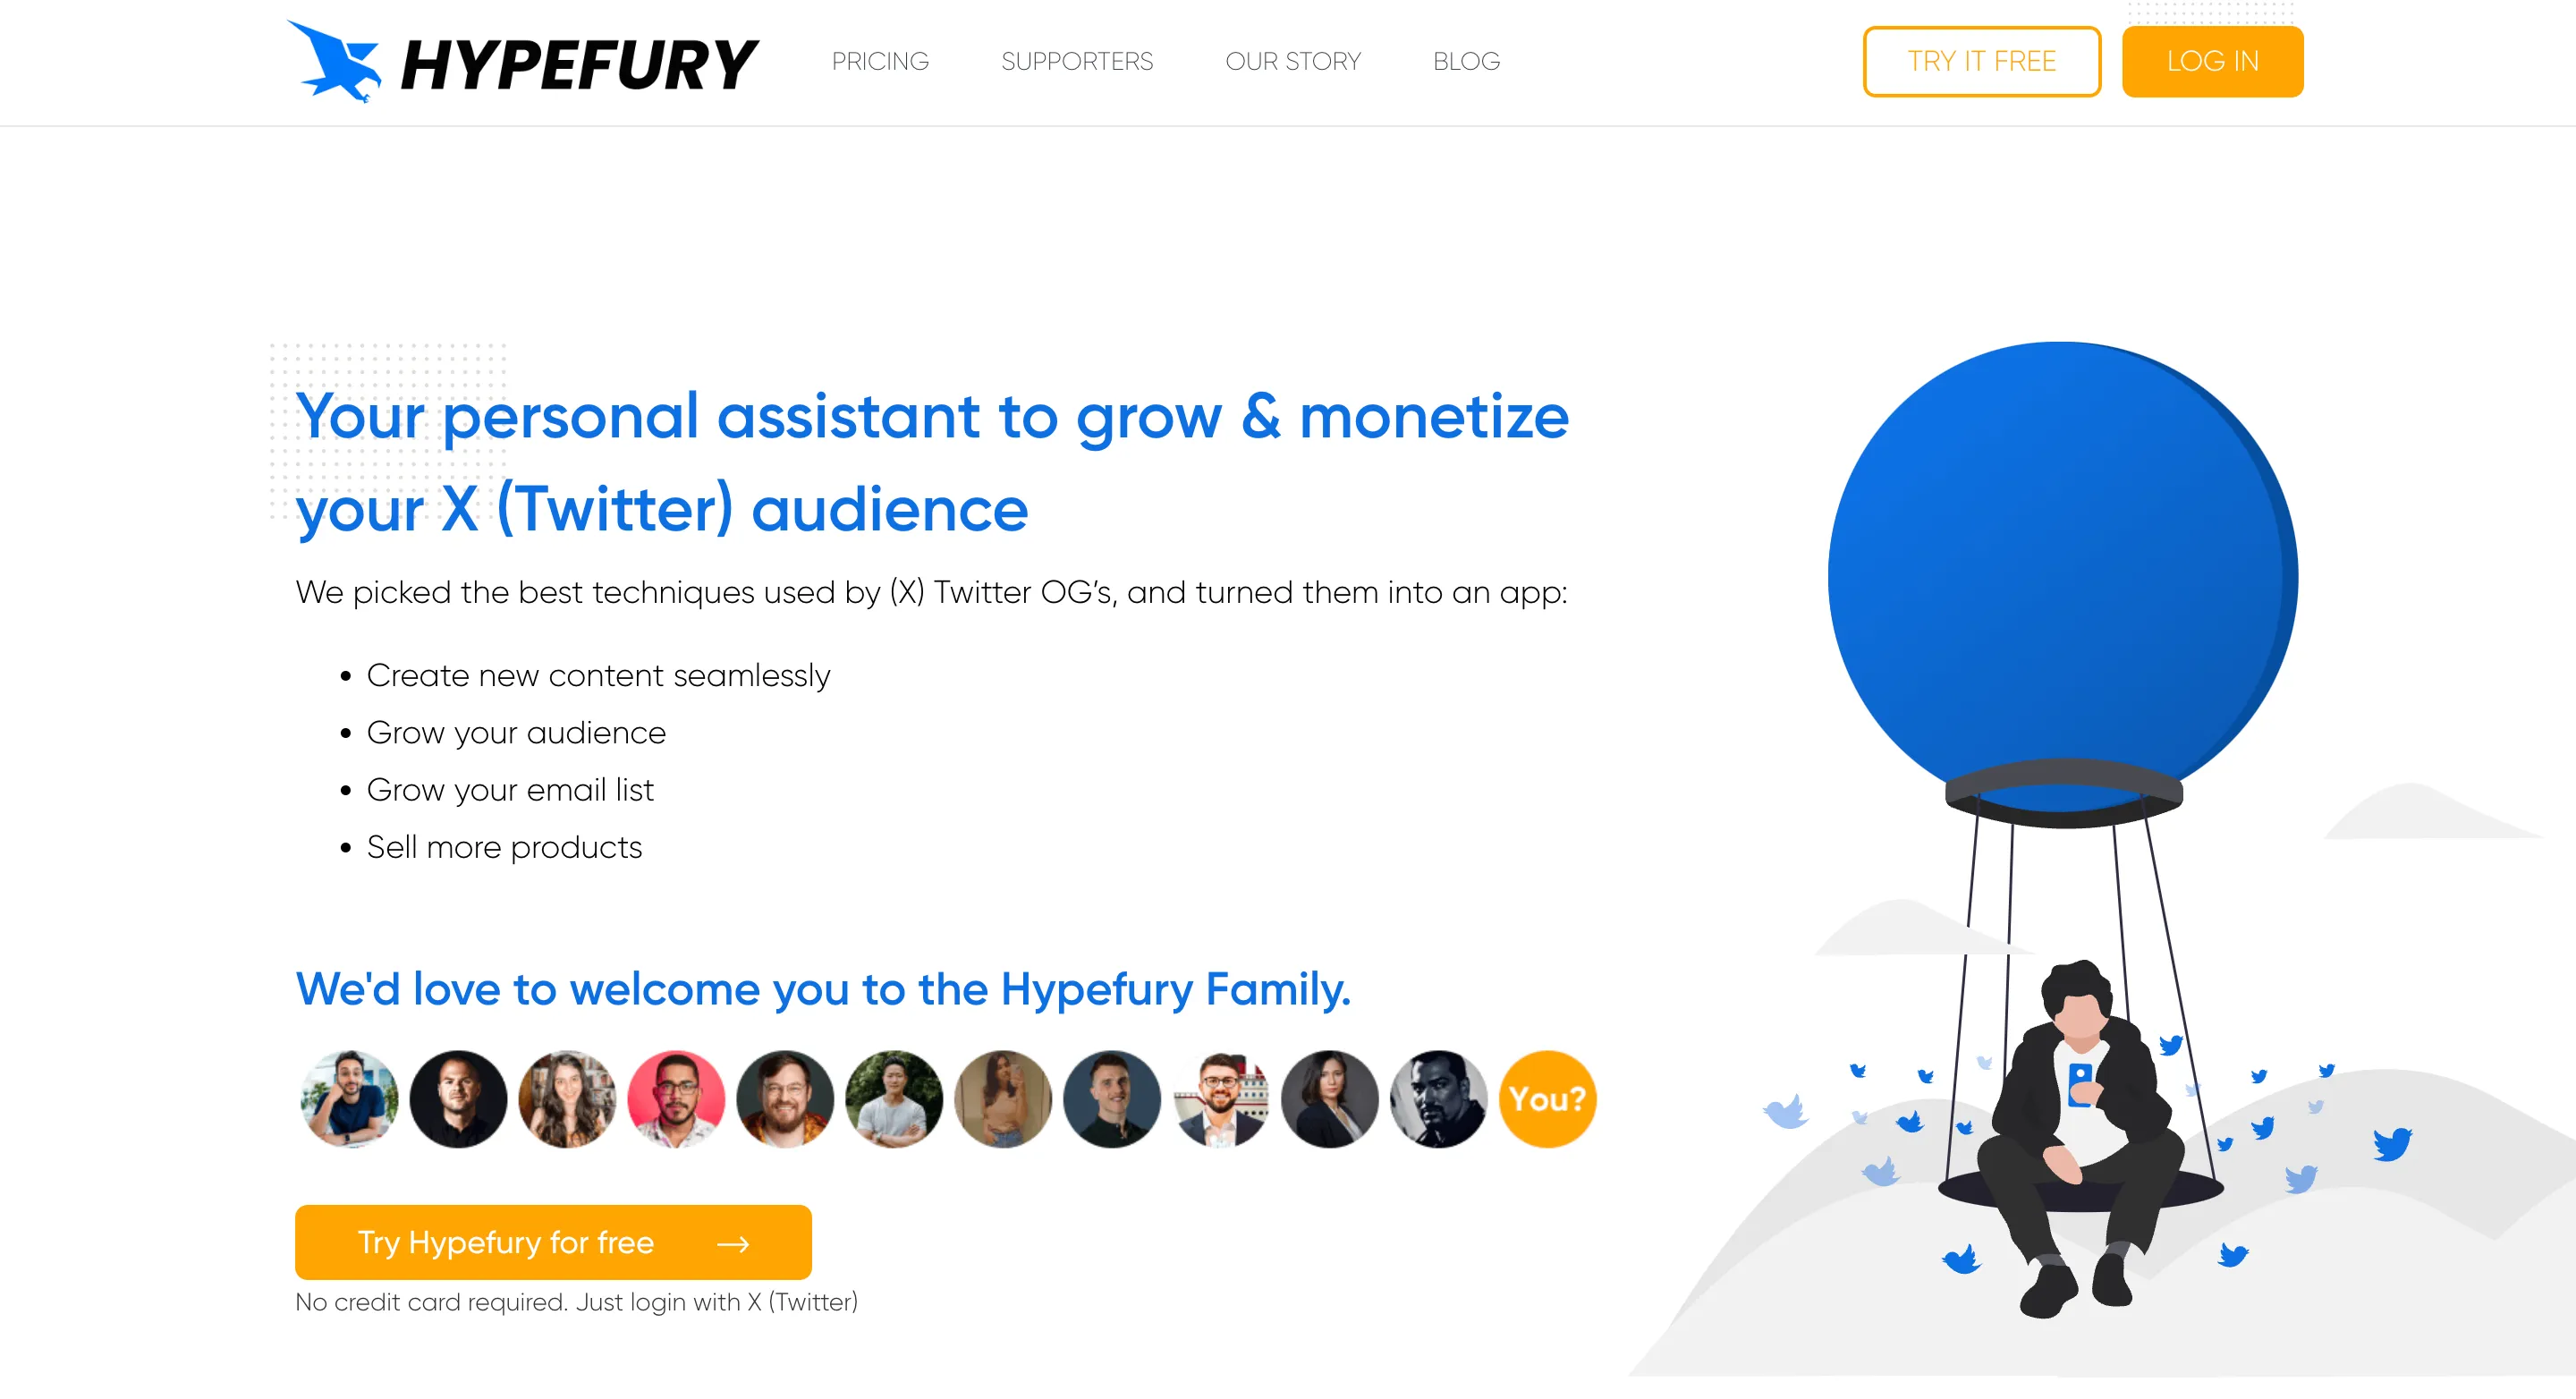 HYPEFURY
PRICING
SUPPORTERS
OUR STORY
BLOG
TRY IT FREE
LOG IN
Your personal assistant to grow & monetize
your X (Twitter) audience
We picked the best techniques used by (X) Twitter OG’s, and turned them into an app:
• Create new content seamlessly
• Grow your audience
• Grow your email list
• Sell more products
We'd love to welcome you to the Hypefury Family.
You?
Try Hypefury for free →
No credit card required. Just login with X (Twitter)